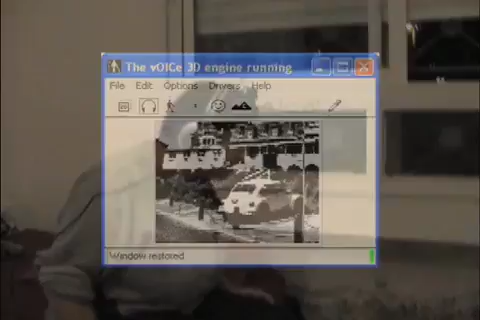 The vOICe 3D engine running
File Edit Options Drivers Help
Window restored